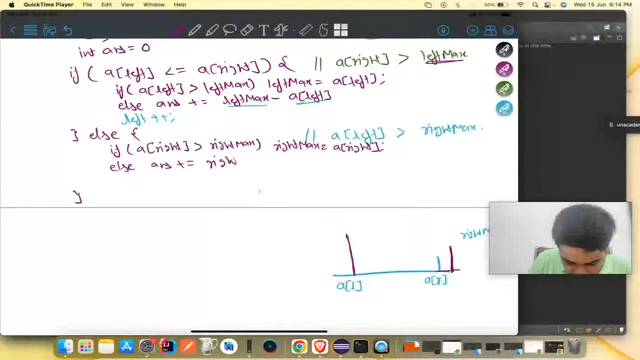 QuickTime Player File Edit View Window Help
Wed 15 Jun 9:14 PM
int ans = 0
if ( a[left] <= a[right]) { // a[right] > leftMax
if (a[left] > leftMax) leftMax = a[left];
else ans += leftMax - a[left]
left ++;
} else { // a[left] > rightMax.
if (a[right] > rightMax) rightMax = a[right];
else ans += righ
}
a[l] a[r]
unacaden